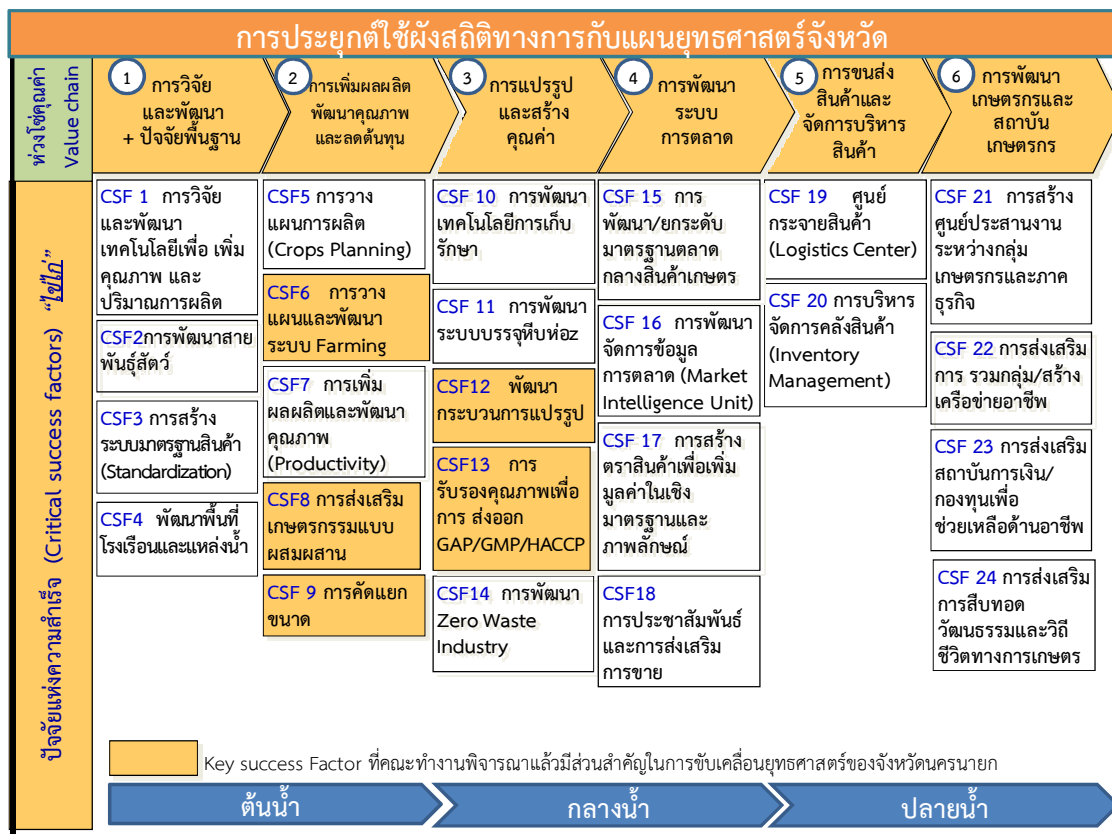 การประยุกต์ใช้ผังสถิติทางการกับแผนยุทธศาสตร์จังหวัด
ห่วงโซ่คุณค่า
Value chain
1
การวิจัย
และพัฒนา
+ ปัจจัยพื้นฐาน
2
การเพิ่มผลผลิต
พัฒนาคุณภาพ
และลดต้นทุน
3
การแปรรูป
และสร้าง
คุณค่า
4
การพัฒนา
ระบบ
การตลาด
5
การขนส่ง
สินค้าและ
จัดการบริหาร
สินค้า
6
การพัฒนา
เกษตรกรและ
สถาบัน
เกษตรกร
ปัจจัยแห่งความสำเร็จ (Critical success factors) "ไข่ไก่"
CSF 1 การวิจัย
และพัฒนา
เทคโนโลยีเพื่อ เพิ่ม
คุณภาพ และ
ปริมาณการผลิต
CSF2การพัฒนาสาย
พันธุ์สัตว์
CSF3 การสร้าง
ระบบมาตรฐานสินค้า
(Standardization)
CSF4 พัฒนาพื้นที่
โรงเรือนและแหล่งน้ำ
CSF5 การวาง
แผนการผลิต
(Crops Planning)
CSF6 การวาง
แผนและพัฒนา
ระบบ Farming
CSF7 การเพิ่ม
ผลผลิตและพัฒนา
คุณภาพ
(Productivity)
CSF8 การส่งเสริม
เกษตรกรรมแบบ
ผสมผสาน
CSF 9 การคัดแยก
ขนาด
CSF 10 การพัฒนา
เทคโนโลยีการเก็บ
รักษา
CSF 11 การพัฒนา
ระบบบรรจุหีบห่อz
CSF12 พัฒนา
กระบวนการแปรรูป
CSF13 การ
รับรองคุณภาพเพื่อ
การ ส่งออก
GAP/GMP/HACCP
CSF14 การพัฒนา
Zero Waste
Industry
CSF 15 การ
พัฒนา/ยกระดับ
มาตรฐานตลาด
กลางสินค้าเกษตร
CSF 16 การพัฒนา
จัดการข้อมูล
การตลาด (Market
Intelligence Unit)
CSF 17 การสร้าง
ตราสินค้าเพื่อเพิ่ม
มูลค่าในเชิง
มาตรฐานและ
ภาพลักษณ์
CSF18
การประชาสัมพันธ์
และการส่งเสริม
การขาย
CSF 19 ศูนย์
กระจายสินค้า
(Logistics Center)
CSF 20 การบริหาร
จัดการคลังสินค้า
(Inventory
Management)
CSF 21 การสร้าง
ศูนย์ประสานงาน
ระหว่างกลุ่ม
เกษตรกรและภาค
ธุรกิจ
CSF 22 การส่งเสริม
การ รวมกลุ่ม/สร้าง
เครือข่ายอาชีพ
CSF 23 การส่งเสริม
สถาบันการเงิน/
กองทุนเพื่อ
ช่วยเหลือด้านอาชีพ
CSF 24 การส่งเสริม
การสืบทอด
วัฒนธรรมและวิถี
ชีวิตทางการเกษตร
Key success Factor ที่คณะทำงานพิจารณาแล้วมีส่วนสำคัญในการขับเคลื่อนยุทธศาสตร์ของจังหวัดนครนายก
ต้นน้ำ
กลางน้ำ
ปลายน้ำ